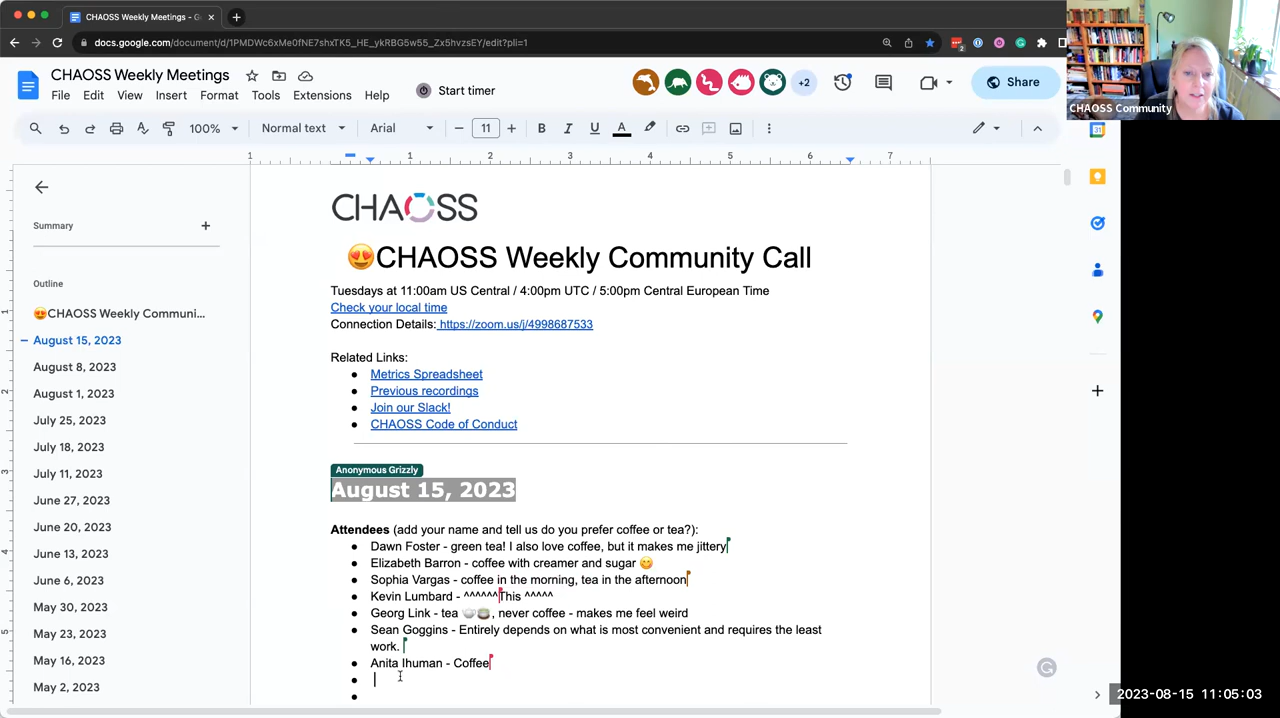 CHAOSS Weekly Meetings - G
docs.google.com/document/d/1PMDWc6xMe0fNE7shxTK5_HE_ykRBG5w55_Zx5hvzsEY/edit?pli=1
CHAOSS Community
CHAOSS Weekly Meetings
+2
Share
File Edit View Insert Format Tools Extensions Help
Start timer
100% Normal text Arial 11
1 1 2 3 4 5 6 7
CHAOSS
Summary
😍CHAOSS Weekly Community Call
Tuesdays at 11:00am US Central / 4:00pm UTC / 5:00pm Central European Time
Check your local time
Connection Details: https://zoom.us/j/4998687533
Related Links:
● Metrics Spreadsheet
● Previous recordings
● Join our Slack!
● CHAOSS Code of Conduct
Outline
😍CHAOSS Weekly Communi...
August 15, 2023
August 8, 2023
August 1, 2023
July 25, 2023
July 18, 2023
July 11, 2023
June 27, 2023
June 20, 2023
June 13, 2023
June 6, 2023
May 30, 2023
May 23, 2023
May 16, 2023
May 2, 2023
Anonymous Grizzly
August 15, 2023
Attendees (add your name and tell us do you prefer coffee or tea?):
● Dawn Foster - green tea! I also love coffee, but it makes me jittery
● Elizabeth Barron - coffee with creamer and sugar 😋
● Sophia Vargas - coffee in the morning, tea in the afternoon
● Kevin Lumbard - ^^^^^^This ^^^^^
● Georg Link - tea 🫖🍵, never coffee - makes me feel weird
● Sean Goggins - Entirely depends on what is most convenient and requires the least
work.
● Anita Ihuman - Coffee
●
●
2023-08-15 11:05:03